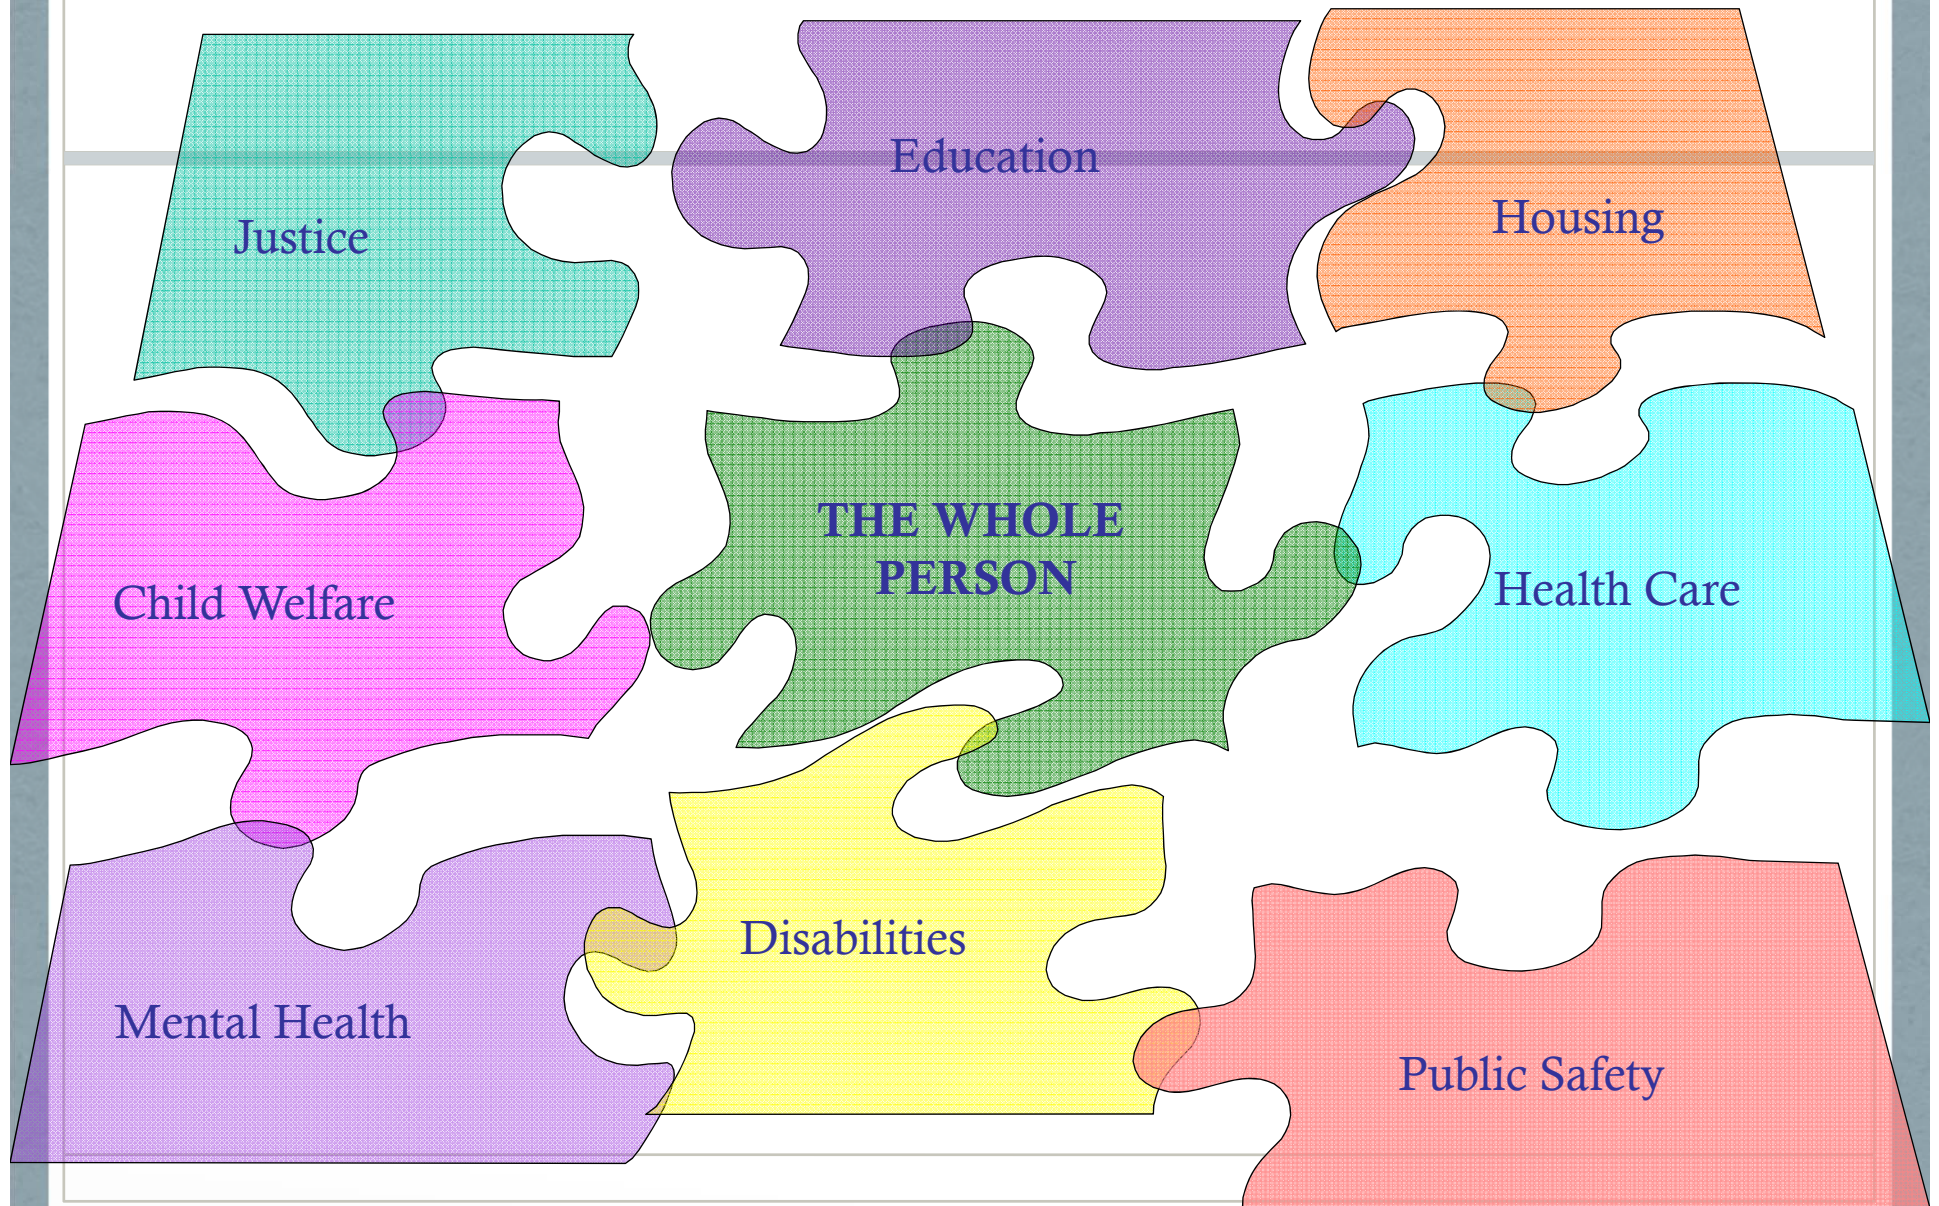 Justice
Education
Housing
Child Welfare
THE WHOLE
PERSON
Health Care
Mental Health
Disabilities
Public Safety